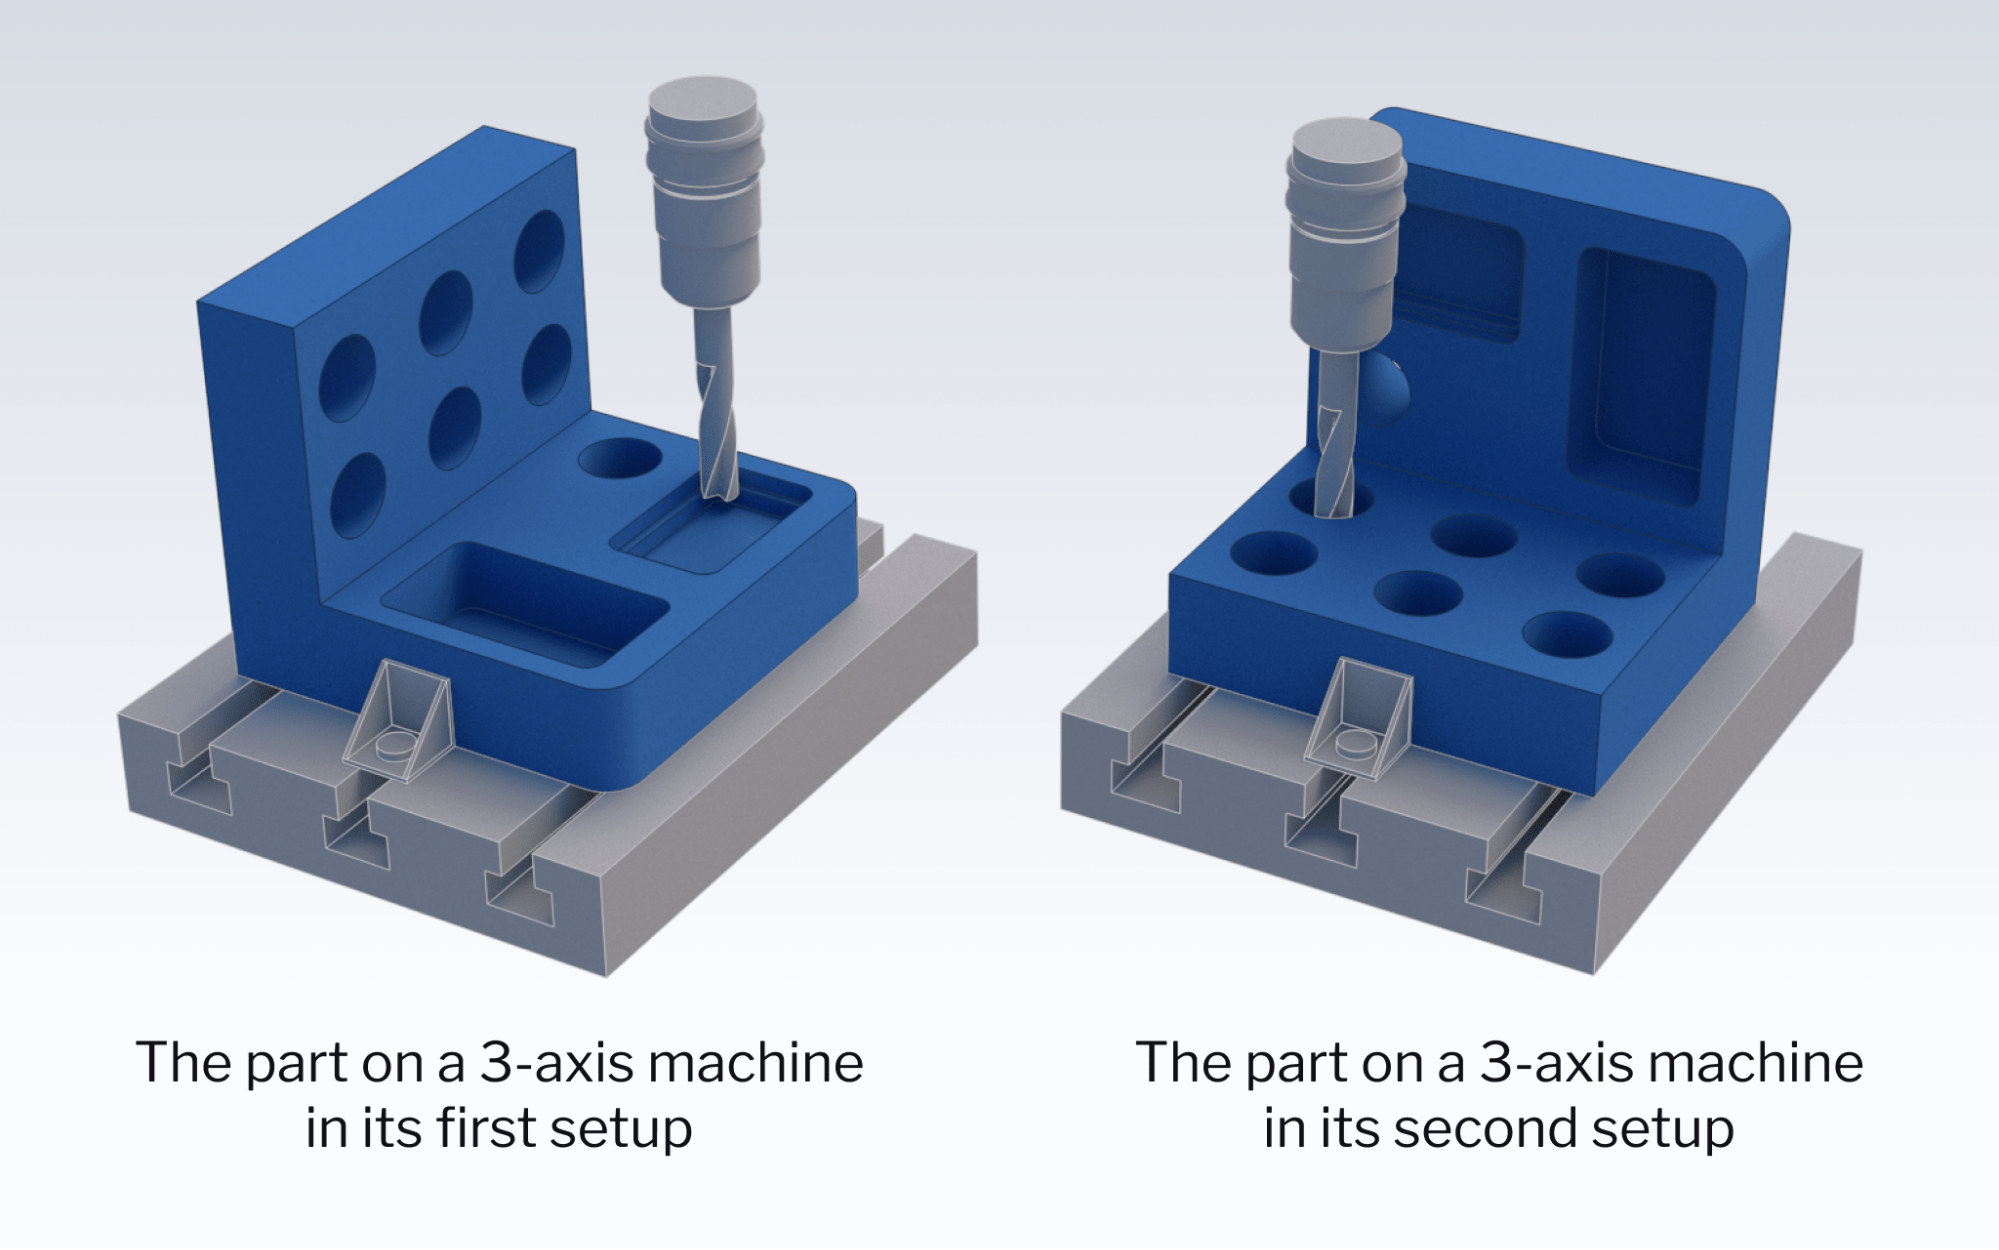 The part on a 3-axis machine
in its first setup
The part on a 3-axis machine
in its second setup